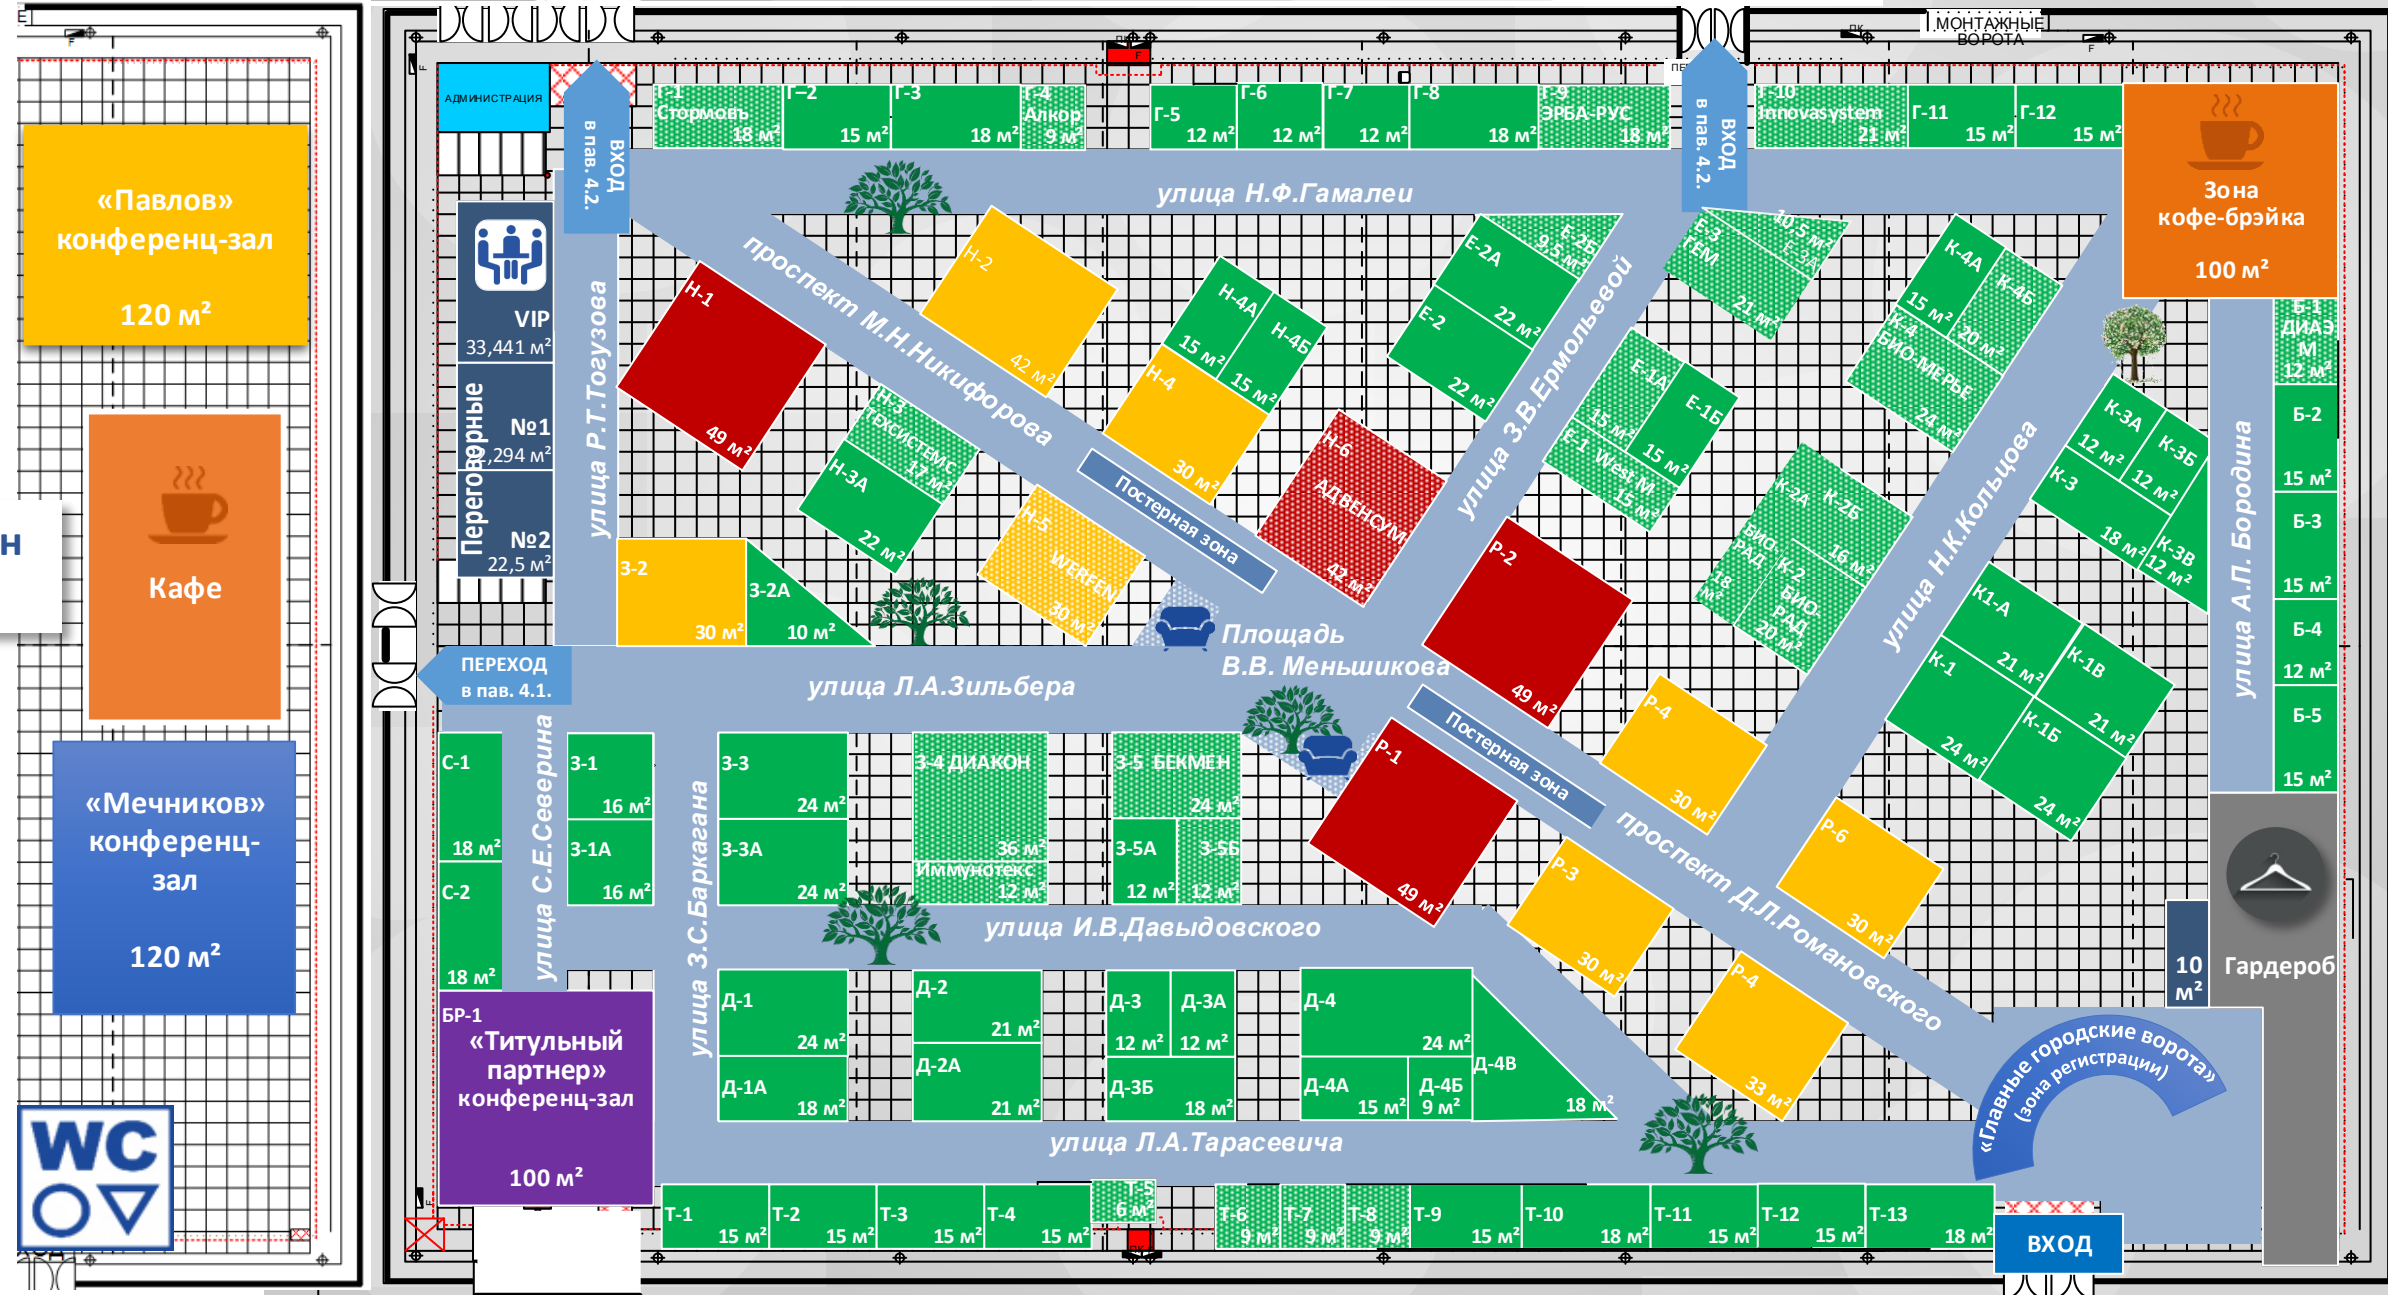 «Павлов»
конференц-зал
120 м²
Кафе
н
«Мечников»
конференц-
зал
120 м²
WC
МОНТАЖНЫЕ
ВОРОТА
АДМИНИСТРАЦИЯ
ВХОД
в пав. 4.2.
Г-1
Стормовъ
18 м²
Г-2
15 м²
Г-3
18 м²
Г-4
Алкор
9 м²
Г-5
12 м²
Г-6
12 м²
Г-7
12 м²
Г-8
18 м²
Г-9
ЭРБА-РУС
18 м²
ВХОД
в пав. 4.2.
Г-10
Innovasystem
21 м²
Г-11
15 м²
Г-12
15 м²
Зона
кофе-брэйка
100 м²
улица Н.Ф.Гамалеи
VIP
33,441 м²
Переговорные
№1
2,294 м²
№2
22,5 м²
улица Р.Т.Тогузова
проспект М.Н.Никифорова
Н-1
49 м²
Н-2
42 м²
Н-3
ТЕХСИСТЕМС
17 м²
Н-3А
22 м²
Н-4А
15 м²
Н-4Б
15 м²
Н-4
30 м²
Н-5
WERFEN
30 м²
Н-6
АДВЕНСУМ
42 м²
Постерная зона
Е-2Б
9,5 м²
Е-2А
22 м²
Е-2
22 м²
улица З.В.Ермольевой
Е-3
ГЕМ
21 м²
10,5 м²
Е-3А
Е-1А
15 м²
Е-1Б
15 м²
Е-1 West M
15 м²
К-4А
15 м²
К-4Б
20 м²
К-4
БИО-МЕРЬЕ
24 м²
К-2А
БИО-
РАД
18
м²
К-2Б
16 м²
К-2
БИО-
РАД
20 м²
улица Н.К.Кольцова
К-3А
12 м²
К-3Б
12 м²
К-3
18 м²
К-3В
12 м²
К1-А
21 м²
К-1В
21 м²
К-1
24 м²
К-1Б
24 м²
улица А.П. Бородина
Б-1
ДИАЭ
М
12 м²
Б-2
15 м²
Б-3
15 м²
Б-4
12 м²
Б-5
15 м²
З-2
30 м²
З-2А
10 м²
Площадь
В.В. Меньшикова
ПЕРЕХОД
в пав. 4.1.
улица Л.А.Зильбера
Р-2
49 м²
Р-1
49 м²
Постерная зона
Р-4
30 м²
Р-3
30 м²
Р-6
30 м²
Р-4
33 м²
проспект Д.Л.Романовского
С-1
18 м²
С-2
18 м²
улица С.Е.Северина
З-1
16 м²
З-1А
16 м²
улица З.С.Баркагана
З-3
24 м²
З-3А
24 м²
З-4 ДИАКОН
36 м²
Иммунотекс
12 м²
З-5 БЕКМЕН
24 м²
З-5А
12 м²
З-5Б
12 м²
улица И.В.Давыдовского
Гардероб
10
м²
БР-1
«Титульный
партнер»
конференц-зал
100 м²
Д-1
24 м²
Д-1А
18 м²
Д-2
21 м²
Д-2А
21 м²
Д-3
12 м²
Д-3А
12 м²
Д-3Б
18 м²
Д-4
24 м²
Д-4А
15 м²
Д-4Б
9 м²
Д-4В
18 м²
«Главные городские ворота»
(зона регистрации)
улица Л.А.Тарасевича
Т-1
15 м²
Т-2
15 м²
Т-3
15 м²
Т-4
15 м²
Т-5
6 м²
Т-6
9 м²
Т-7
9 м²
Т-8
9 м²
Т-9
15 м²
Т-10
18 м²
Т-11
15 м²
Т-12
15 м²
Т-13
18 м²
ВХОД